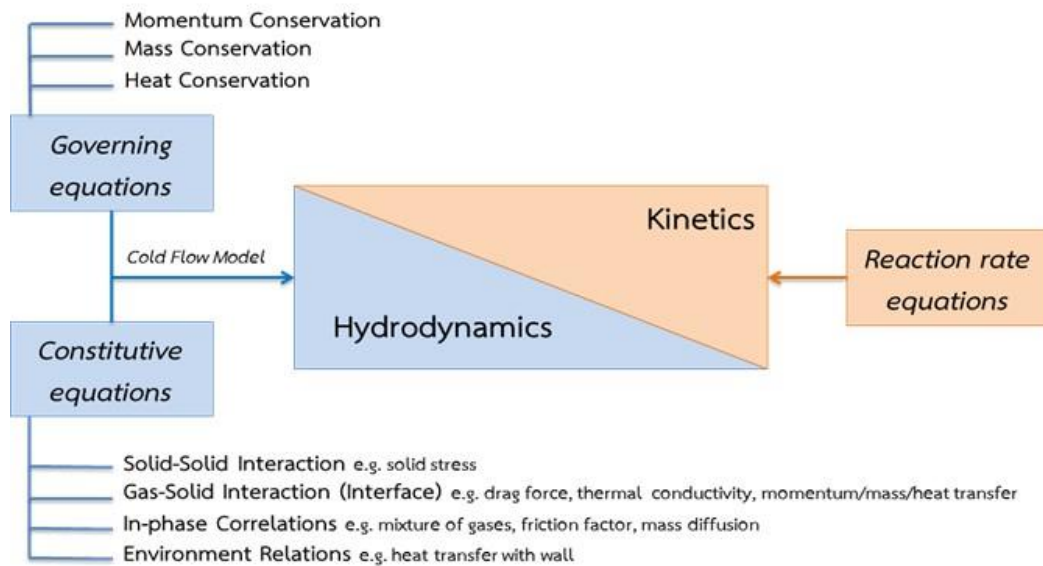 Momentum Conservation
Mass Conservation
Heat Conservation
Governing
equations
Cold Flow Model
Kinetics
Hydrodynamics
Reaction rate
equations
Constitutive
equations
Solid-Solid Interaction e.g. solid stress
Gas-Solid Interaction (Interface) e.g. drag force, thermal conductivity, momentum/mass/heat transfer
In-phase Correlations e.g. mixture of gases, friction factor, mass diffusion
Environment Relations e.g. heat transfer with wall